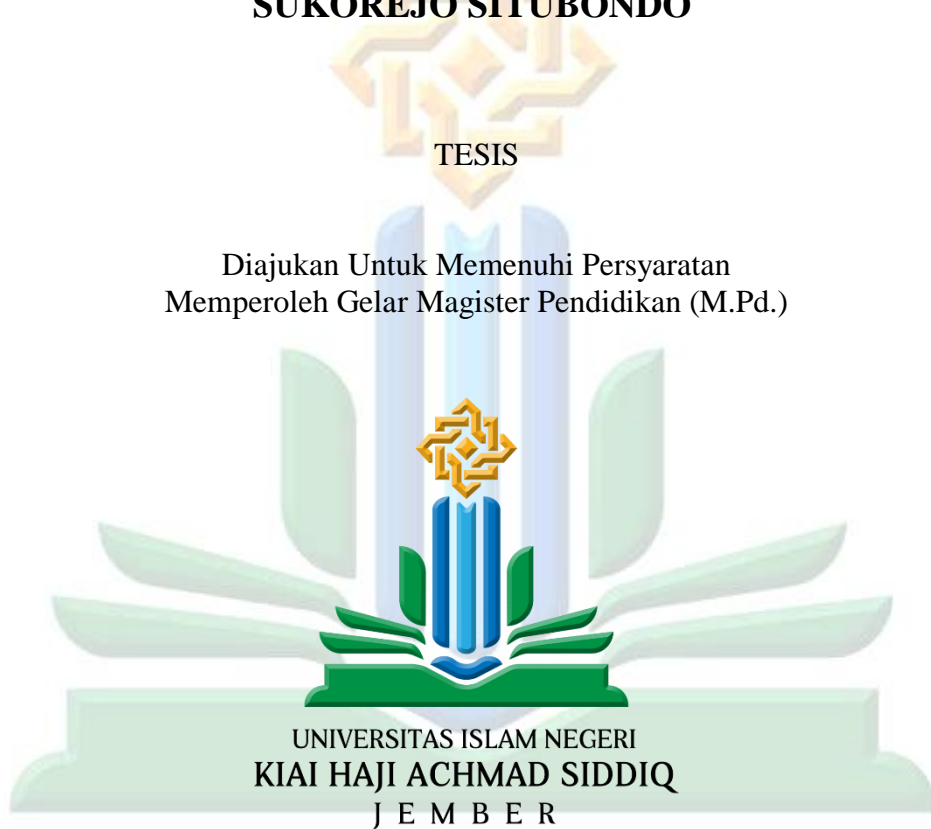 SUKOREJO SITUBONDO
TESIS
Diajukan Untuk Memenuhi Persyaratan
Memperoleh Gelar Magister Pendidikan (M.Pd.)
UNIVERSITAS ISLAM NEGERI
KIAI HAJI ACHMAD SIDDIQ
JEMBER